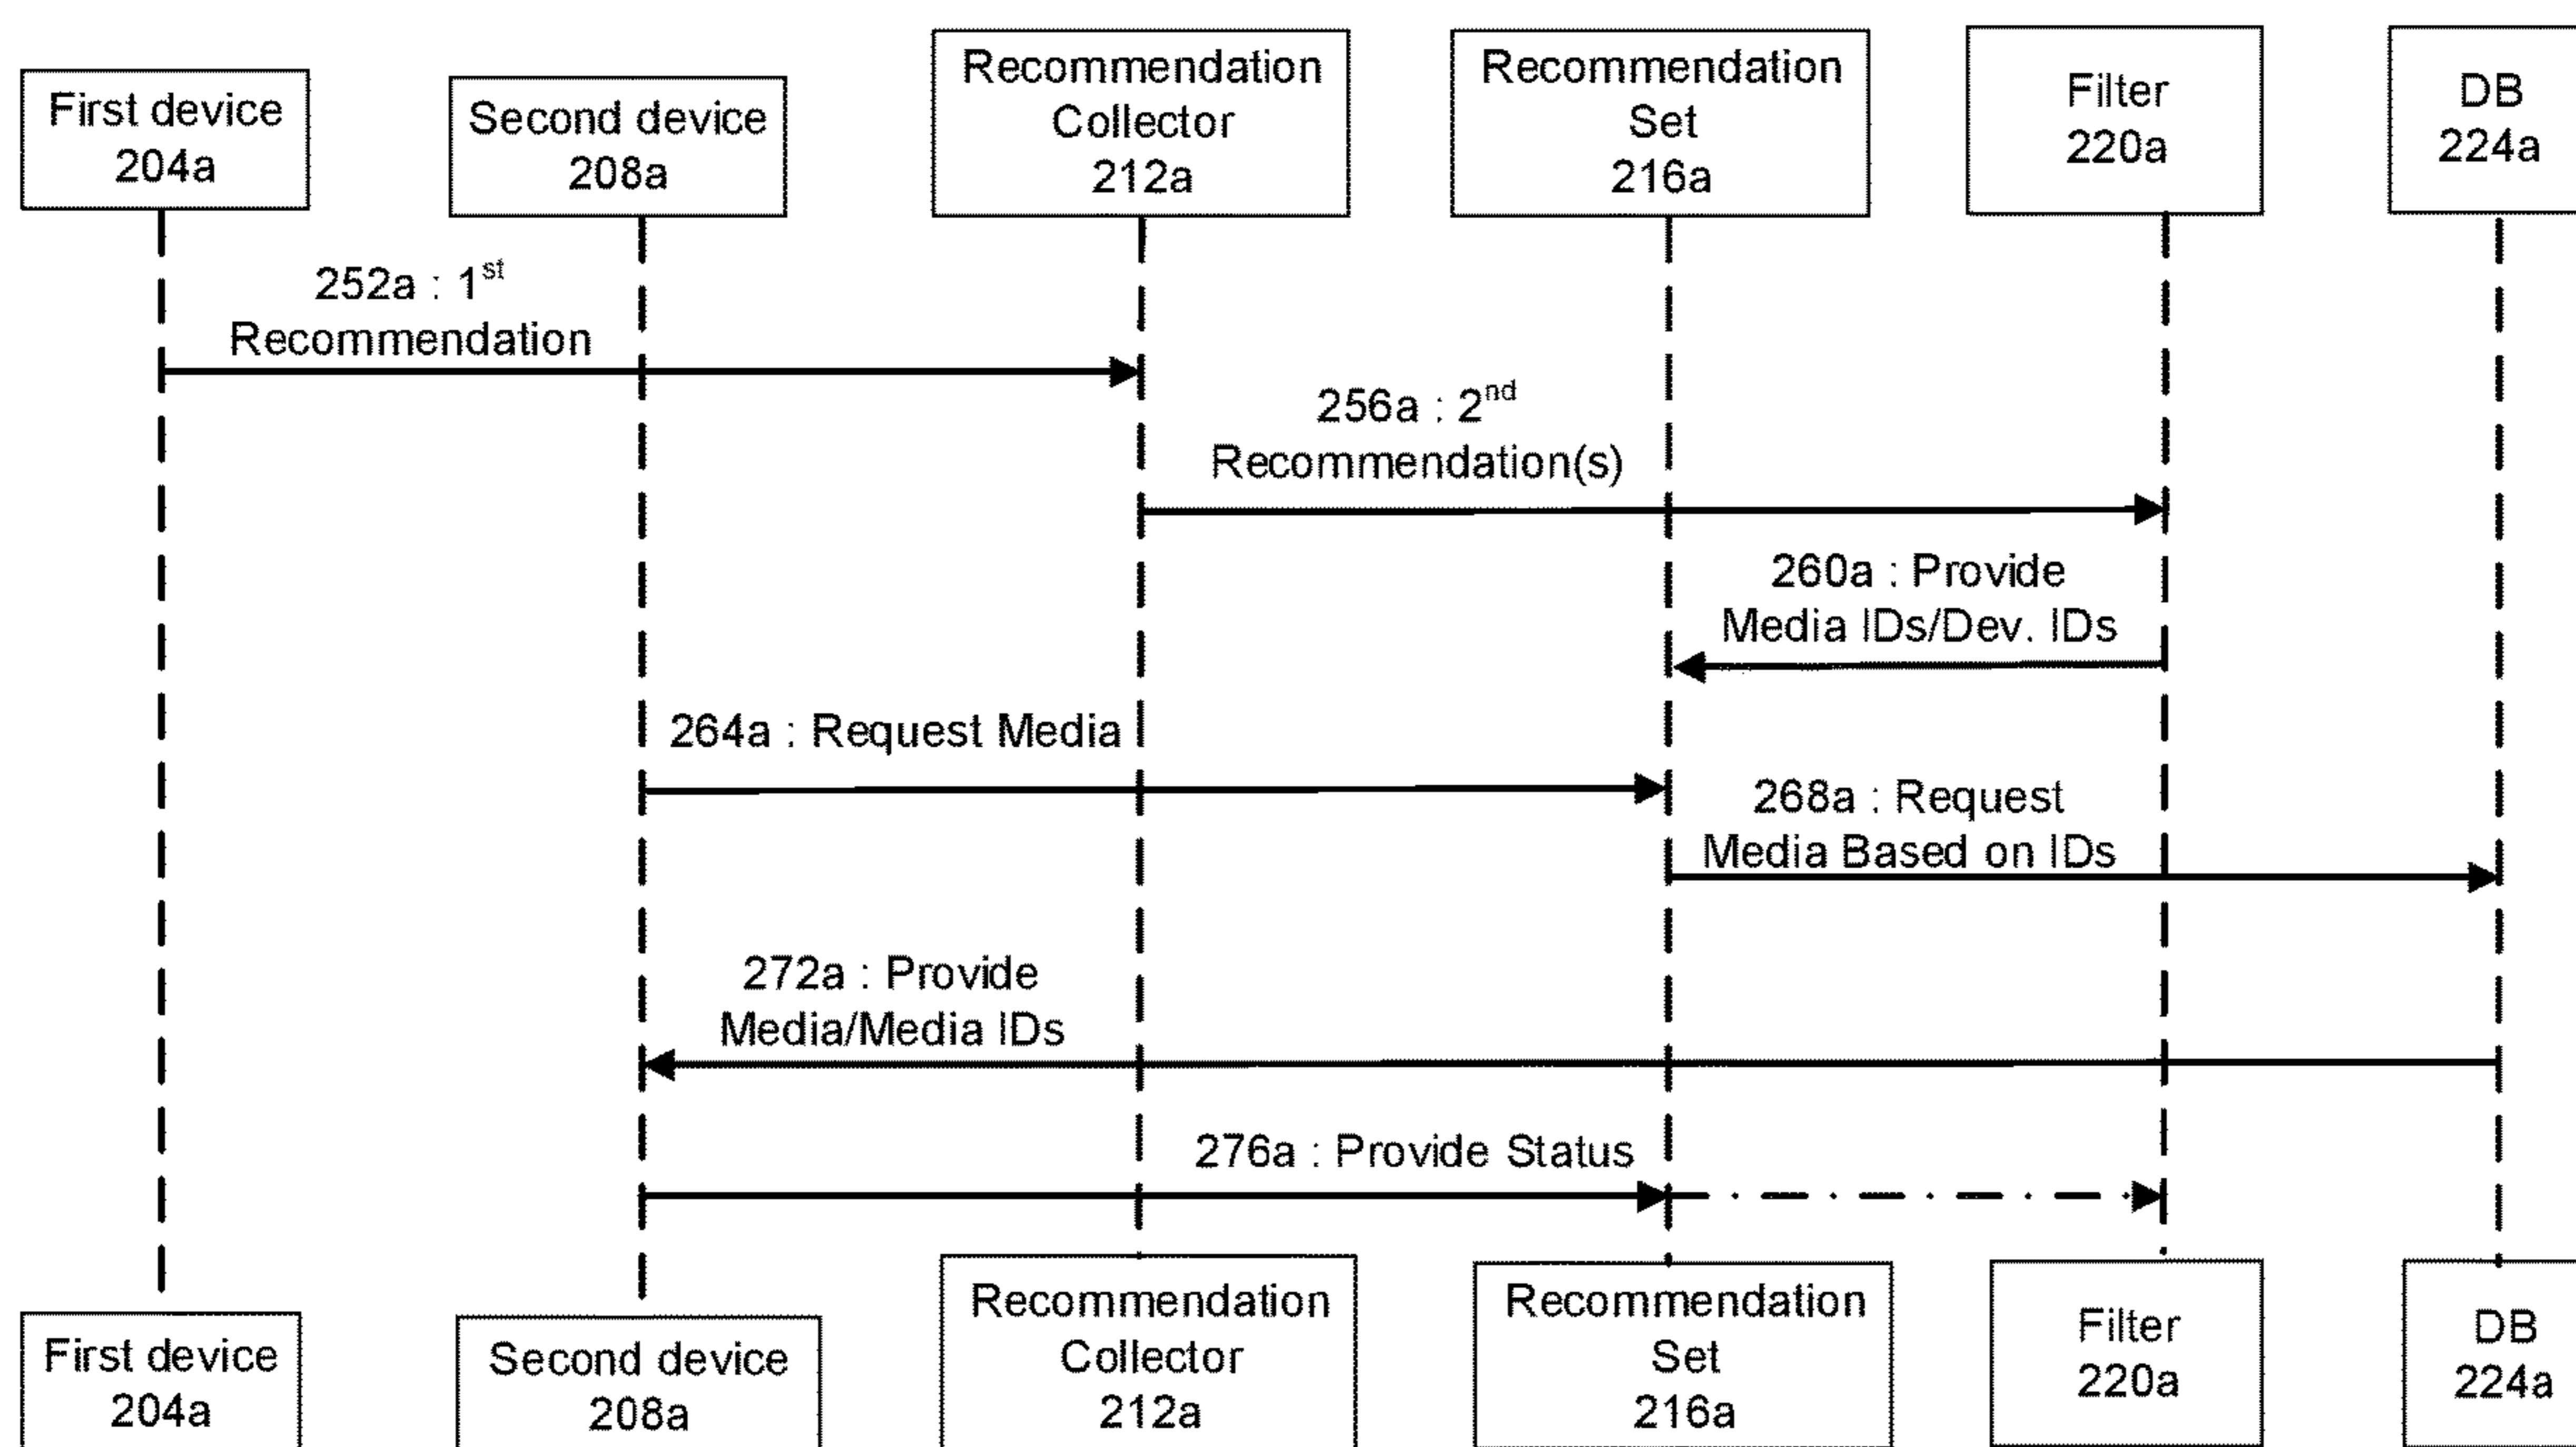 First device
204a
Second device
208a
Recommendation
Collector
212a
Recommendation
Set
216a
Filter
220a
DB
224a
252a : 1st
Recommendation
256a : 2nd
Recommendation(s)
260a : Provide
Media IDs/Dev. IDs
264a : Request Media
268a : Request
Media Based on IDs
272a : Provide
Media/Media IDs
276a : Provide Status
First device
204a
Second device
208a
Recommendation
Collector
212a
Recommendation
Set
216a
Filter
220a
DB
224a